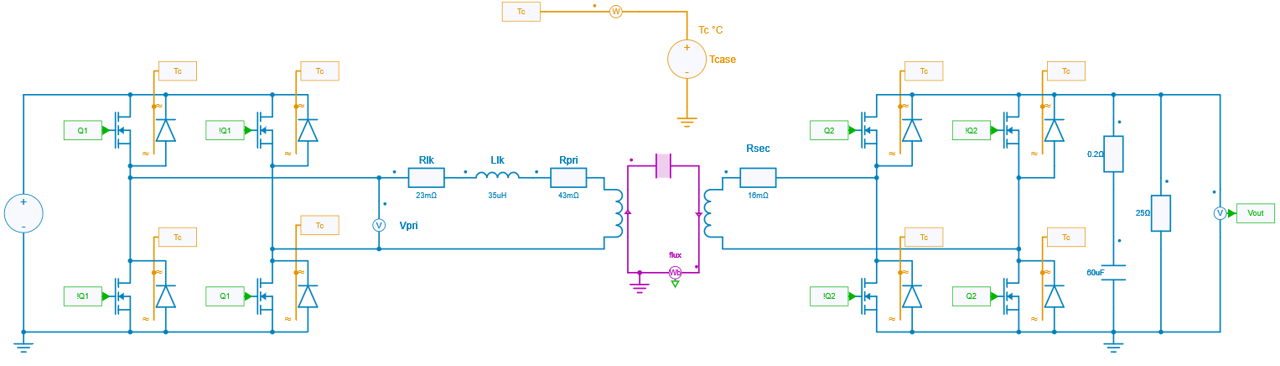 Tc
W
Tc °C
+
-
Tcase
Tc
Tc
Tc
Tc
Q1
!Q1
Q2
!Q2
Rlk
Llk
Rpri
Rsec
0.2Ω
23mΩ
35uH
43mΩ
16mΩ
+
-
V
Vpri
25Ω
V
Vout
Tc
Tc
Tc
Tc
flux
Wb
60uF
!Q1
Q1
!Q2
Q2